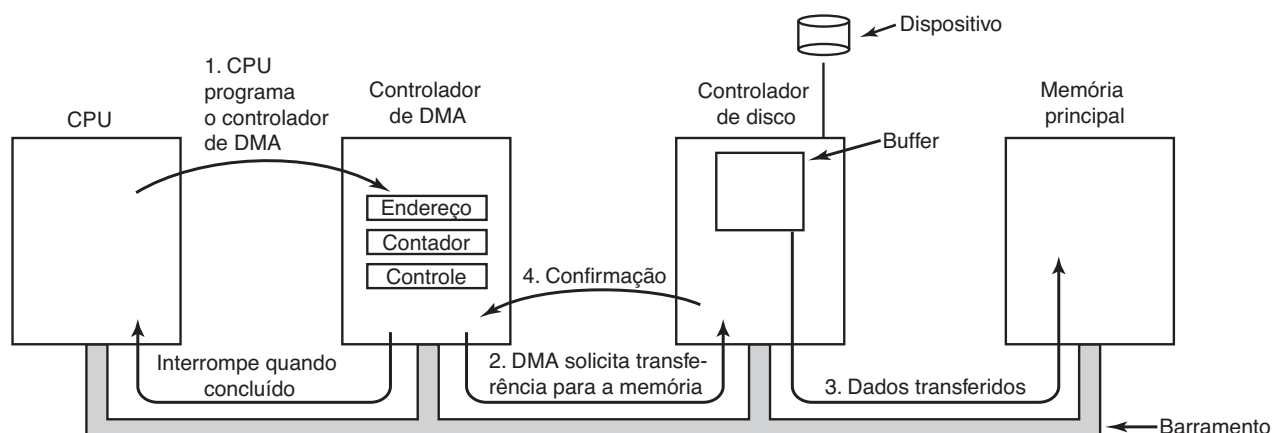 Dispositivo
1. CPU
programa
o controlador
de DMA
CPU
Controlador
de DMA
Controlador
de disco
Memória
principal
Buffer
Endereço
Contador
Controle
4. Confirmação
Interrompe quando
concluído
2. DMA solicita transfe-
rência para a memória
3. Dados transferidos
Barramento